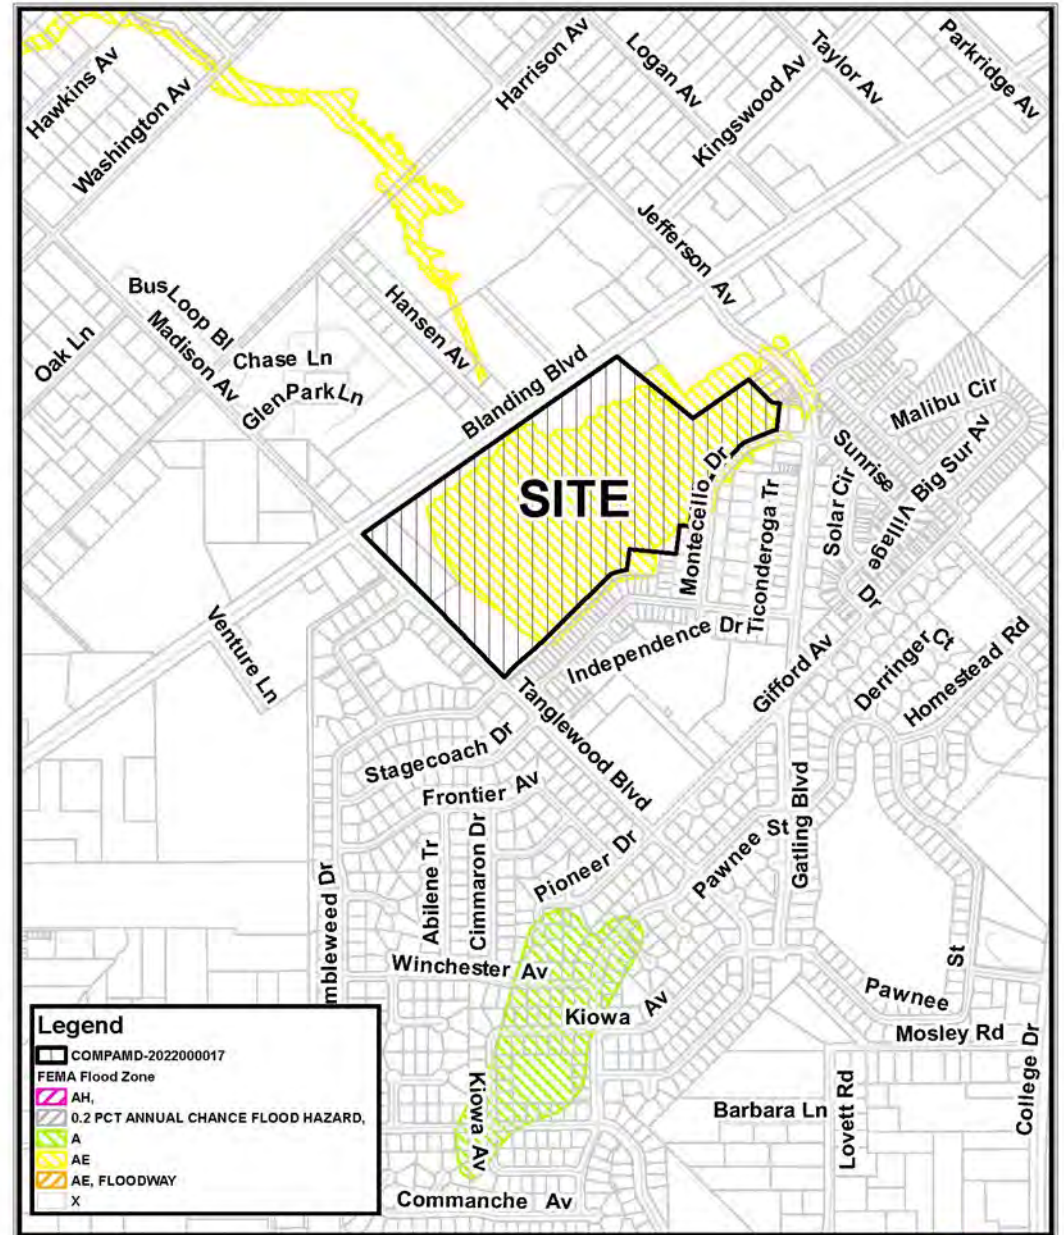 Hawkins Av
Washington Av
Harrison Av
Logan Av
Kingswood Av
Taylor Av
Parkridge Av
Jefferson Av
Oak Ln
Bus Loop Bl
Madison Av
Chase Ln
Glen Park Ln
Hansen Av
Blanding Blvd
Malibu Cir
Big Sur Av
Sunrise
Village
Dr
Solar Cir
SITE
Montecello Dr
Ticonderoga Tr
Independence Dr
Venture Ln
Tanglewood Blvd
Gifford Av
Derringer Ct
Homestead Rd
Stagecoach Dr
Frontier Av
Abilene Tr
Cimmaron Dr
Pioneer Dr
Pawnee St
Gatling Blvd
mbleweed Dr
Winchester Av
Kiowa Av
Pawnee St
Mosley Rd
Kiowa Av
Barbara Ln
Lovett Rd
College Dr
Commanche Av
Legend
COMPAMD-2022000017
FEMA Flood Zone
AH,
0.2 PCT ANNUAL CHANCE FLOOD HAZARD,
A
AE
AE, FLOODWAY
X